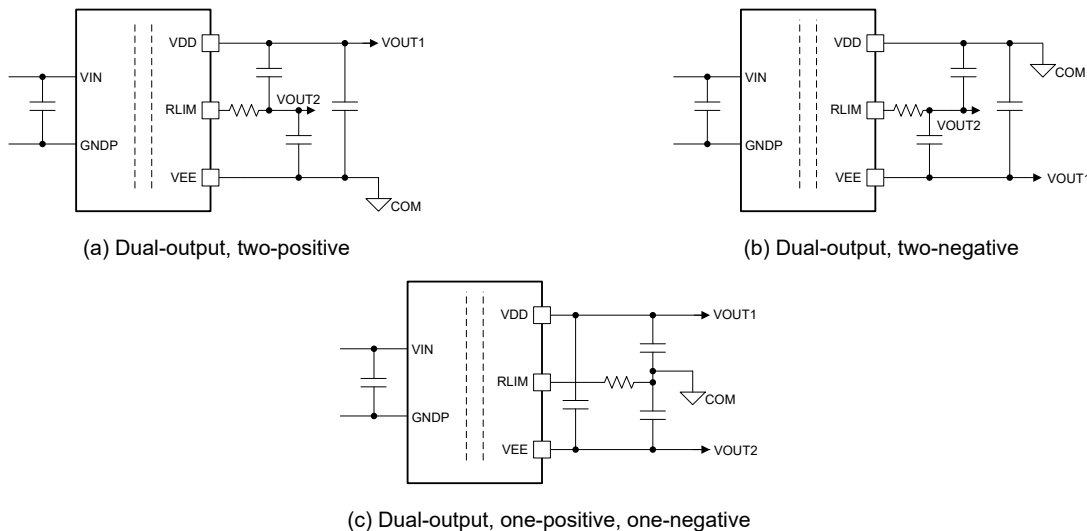 VDD
VOUT1
VIN
RLIM
VOUT2
GNDP
VEE
COM
(a) Dual-output, two-positive
VDD
COM
VIN
RLIM
VOUT2
GNDP
VEE
VOUT1
(b) Dual-output, two-negative
VDD
VOUT1
VIN
RLIM
COM
GNDP
VEE
VOUT2
(c) Dual-output, one-positive, one-negative